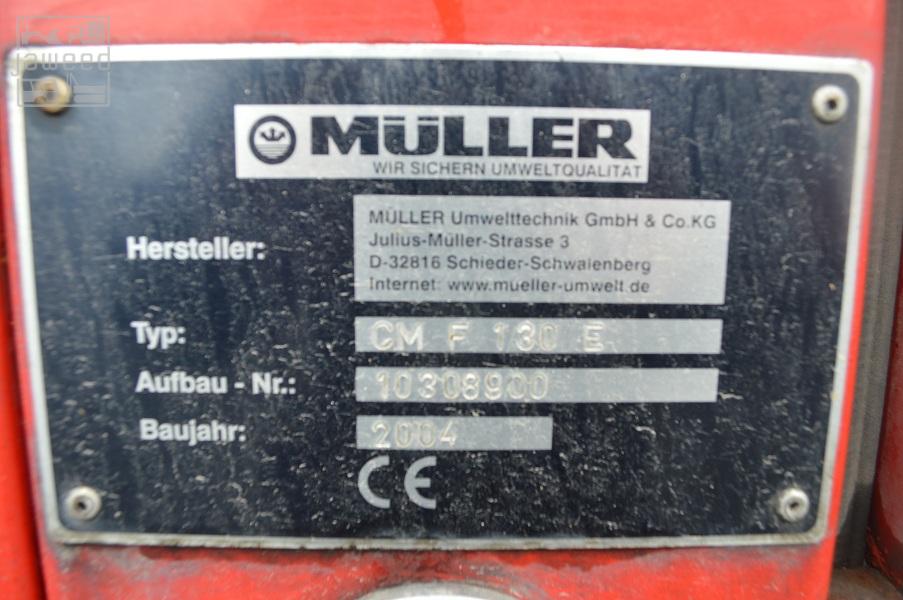 jawoed
MÜLLER
WIR SICHERN UMWELTQUALITÄT
Hersteller:
MÜLLER Umwelttechnik GmbH & Co.KG
Julius-Müller-Strasse 3
D-32816 Schieder-Schwalenberg
Internet: www.mueller-umwelt.de
Typ: CM F 130 E
Aufbau - Nr.: 10308900
Baujahr: 2004
CE